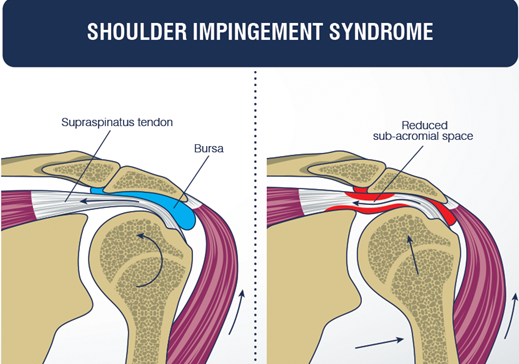 SHOULDER IMPINGEMENT SYNDROME
Supraspinatus tendon
Bursa
Reduced
sub-acromial space